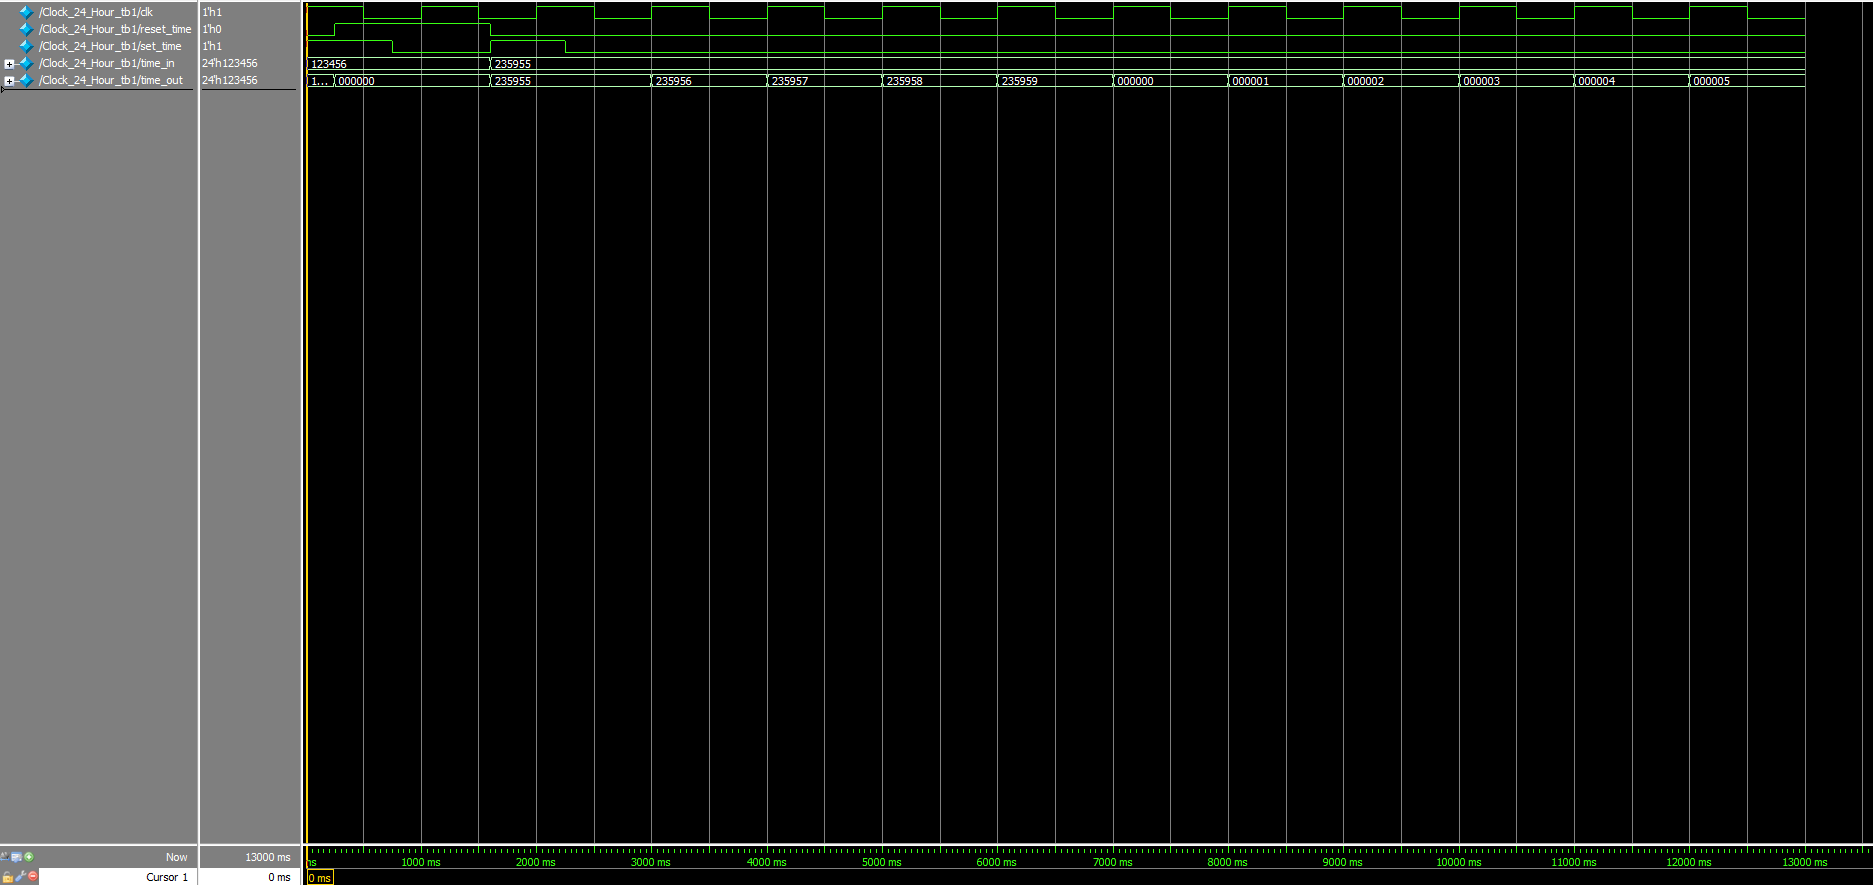 /Clock_24_Hour_tb1/clk 1'h1
/Clock_24_Hour_tb1/reset_time 1'h0
/Clock_24_Hour_tb1/set_time 1'h1
/Clock_24_Hour_tb1/time_in 24'h123456 123456 235955
/Clock_24_Hour_tb1/time_out 24'h123456 1... 000000 235955 235956 235957 235958 235959 000000 000001 000002 000003 000004 000005
Now 13000 ms 1000 ms 2000 ms 3000 ms 4000 ms 5000 ms 6000 ms 7000 ms 8000 ms 9000 ms 10000 ms 11000 ms 12000 ms 13000 ms
Cursor 1 0 ms 0 ms